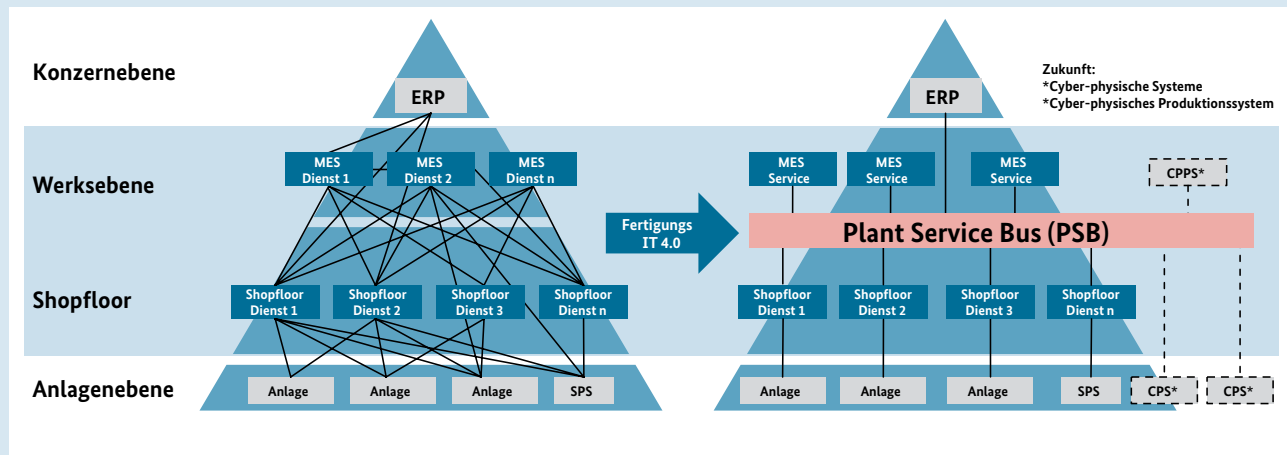 Konzernebene
ERP
ERP
Zukunft:
*Cyber-physische Systeme
*Cyber-physisches Produktionssystem
Werksebene
MES
Dienst 1
MES
Dienst 2
MES
Dienst n
MES
Service
MES
Service
MES
Service
CPPS*
Fertigungs
IT 4.0
Plant Service Bus (PSB)
Shopfloor
Shopfloor
Dienst 1
Shopfloor
Dienst 2
Shopfloor
Dienst 3
Shopfloor
Dienst n
Shopfloor
Dienst 1
Shopfloor
Dienst 2
Shopfloor
Dienst 3
Shopfloor
Dienst n
Anlagenebene
Anlage
Anlage
Anlage
SPS
Anlage
Anlage
Anlage
SPS
CPS*
CPS*